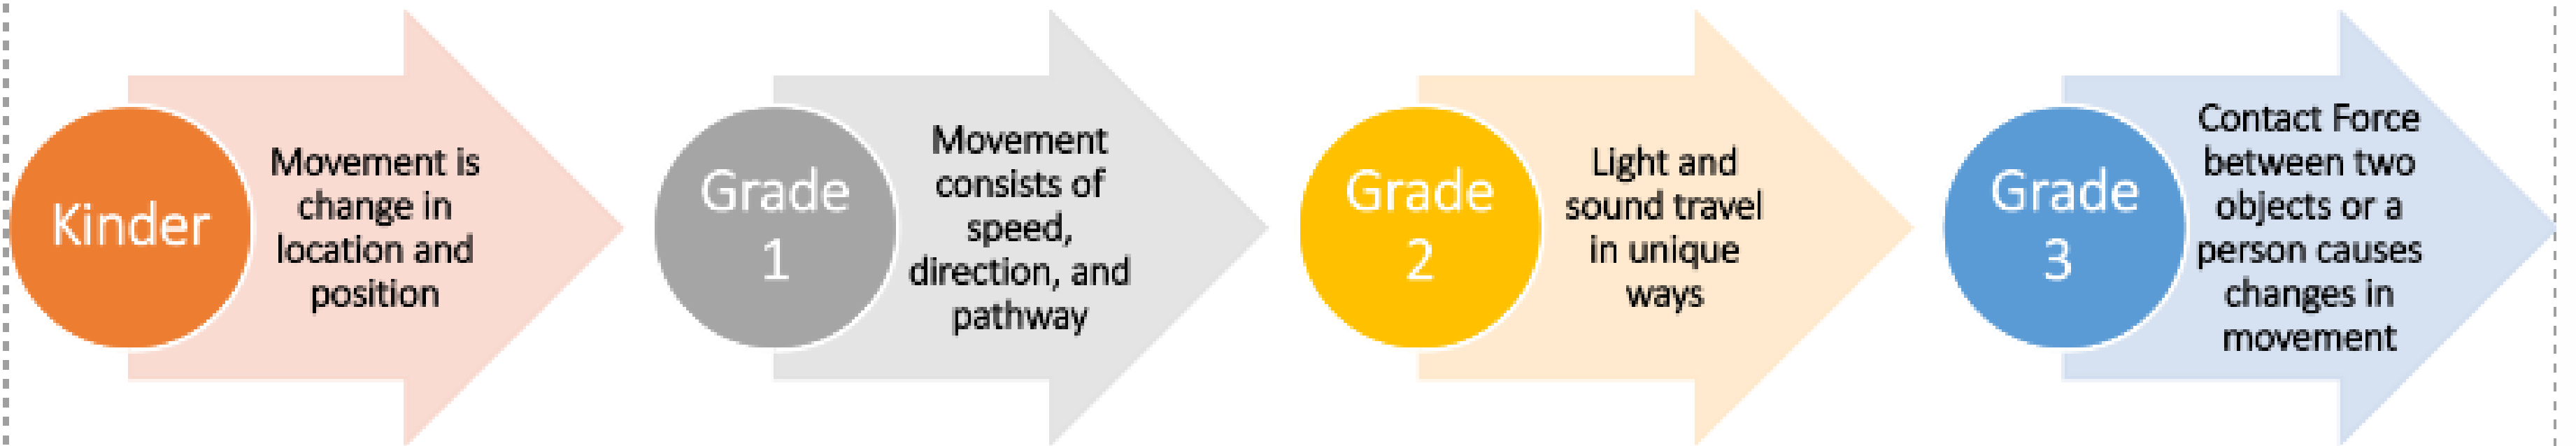 Kinder
Movement is
change in
location and
position
Grade
1
Movement
consists of
speed,
direction, and
pathway
Grade
2
Light and
sound travel
in unique
ways
Grade
3
Contact Force
between two
objects or a
person causes
changes in
movement